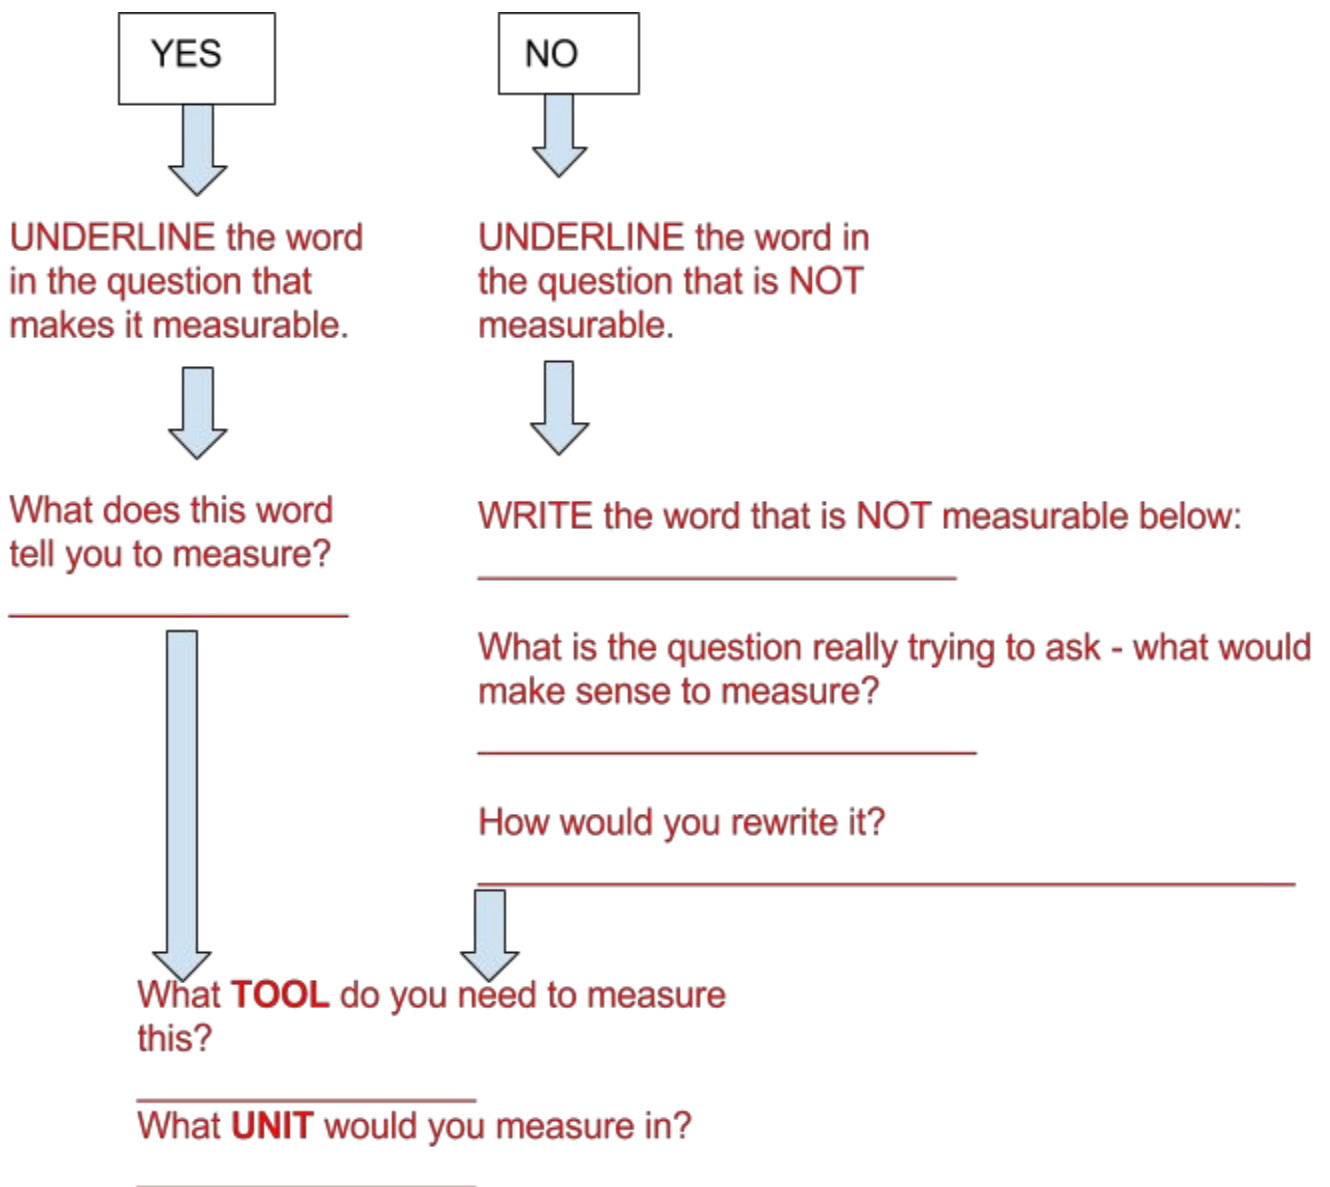 YES
NO
UNDERLINE the word
in the question that
makes it measurable.
UNDERLINE the word in
the question that is NOT
measurable.
What does this word
tell you to measure?
WRITE the word that is NOT measurable below:
What is the question really trying to ask - what would
make sense to measure?
How would you rewrite it?
What TOOL do you need to measure
this?
What UNIT would you measure in?